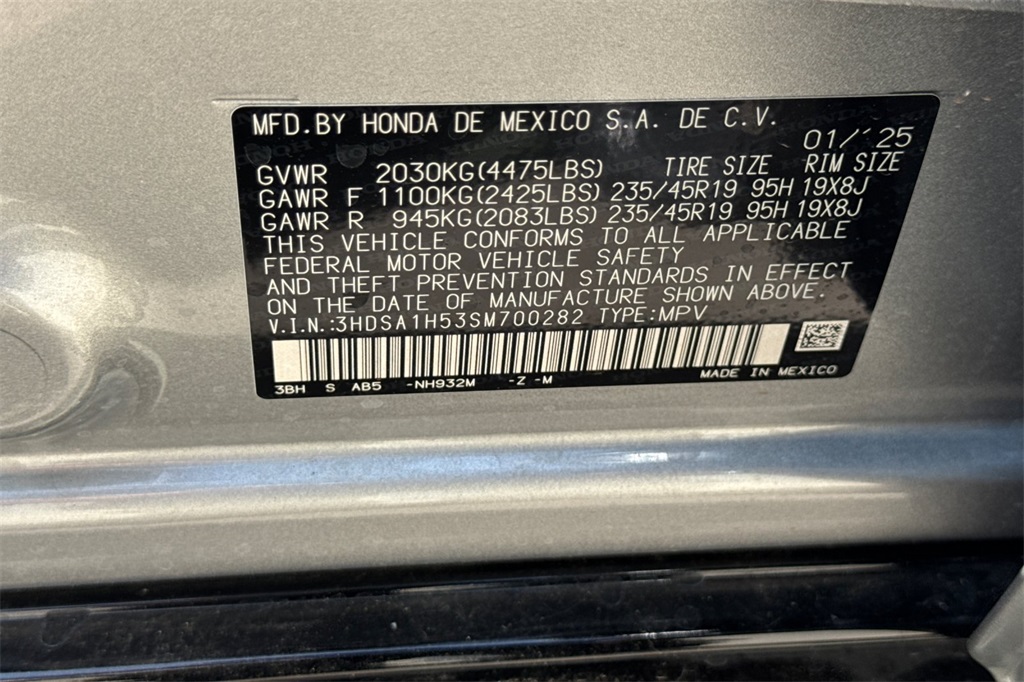 MFD.BY HONDA DE MEXICO S.A. DE C.V.
01/'25
GVWR 2030KG(4475LBS) TIRE SIZE RIM SIZE
GAWR F 1100KG(2425LBS) 235/45R19 95H 19X8J
GAWR R 945KG(2083LBS) 235/45R19 95H 19X8J
THIS VEHICLE CONFORMS TO ALL APPLICABLE
FEDERAL MOTOR VEHICLE SAFETY
AND THEFT PREVENTION STANDARDS IN EFFECT
ON THE DATE OF MANUFACTURE SHOWN ABOVE.
V.I.N.:3HDSA1H53SM700282 TYPE:MPV
3BH S AB5 -NH932M -Z -M MADE IN MEXICO